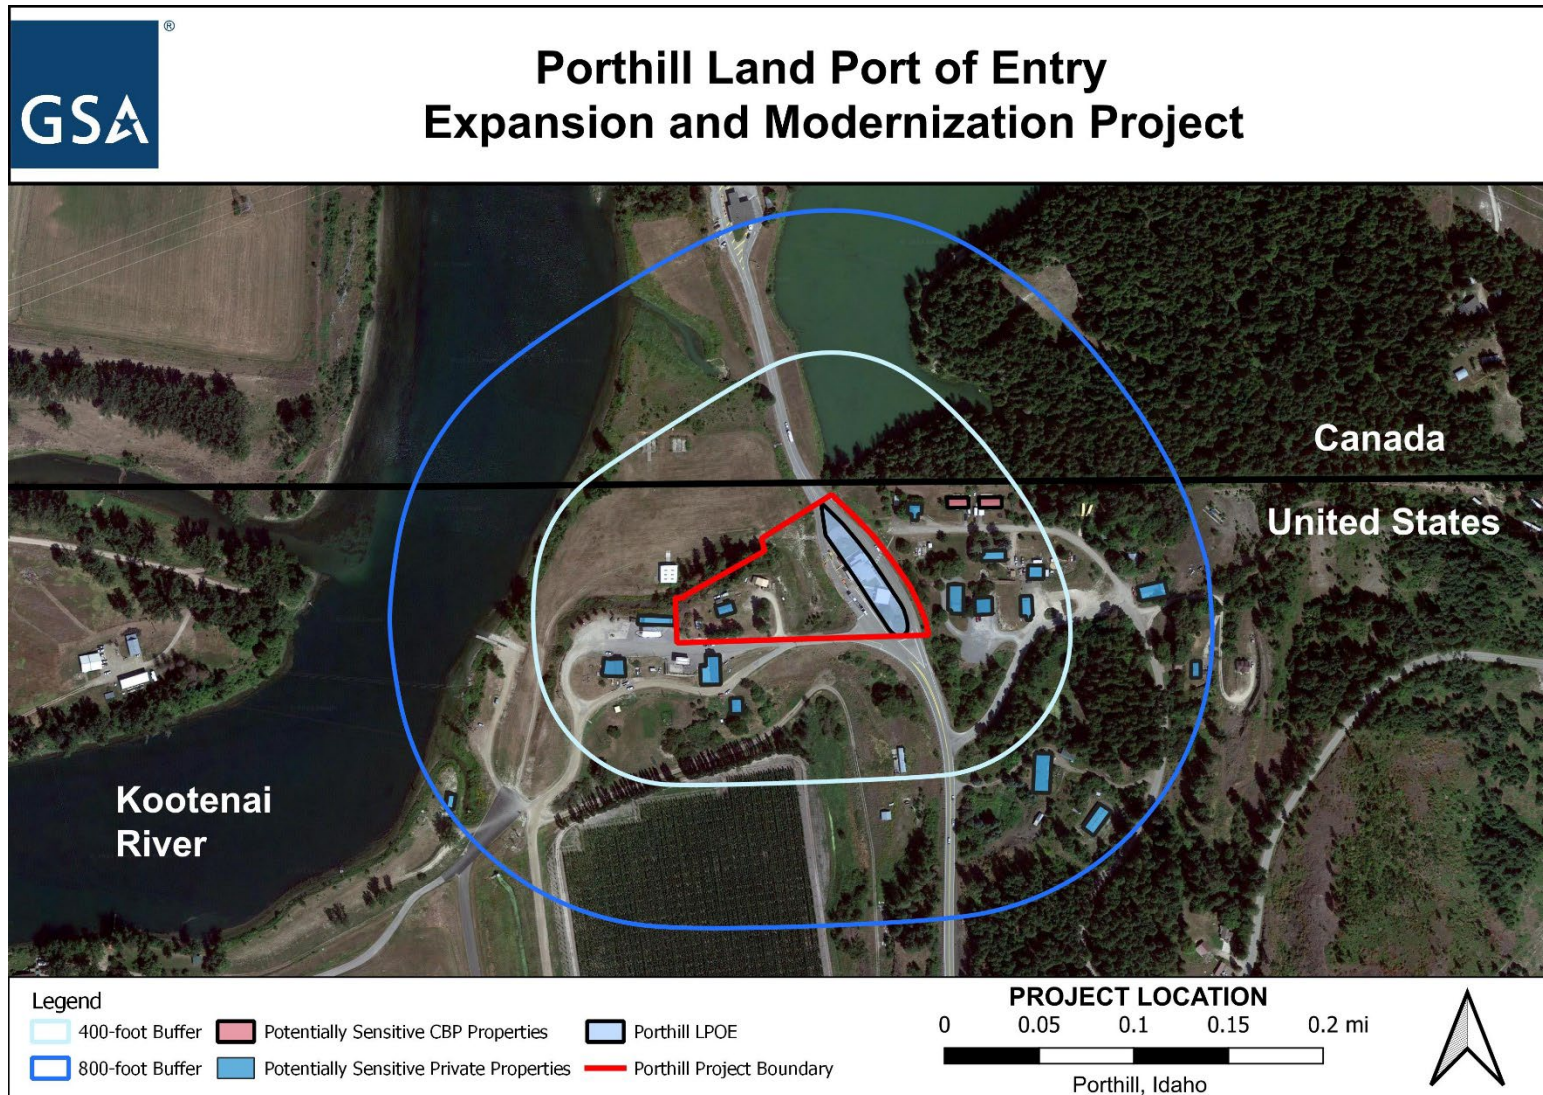 ®
GSA
Porthill Land Port of Entry
Expansion and Modernization Project
Canada
United States
Kootenai
River
Legend
400-foot Buffer
Potentially Sensitive CBP Properties
Porthill LPOE
800-foot Buffer
Potentially Sensitive Private Properties
Porthill Project Boundary
PROJECT LOCATION
0 0.05 0.1 0.15 0.2 mi
Porthill, Idaho